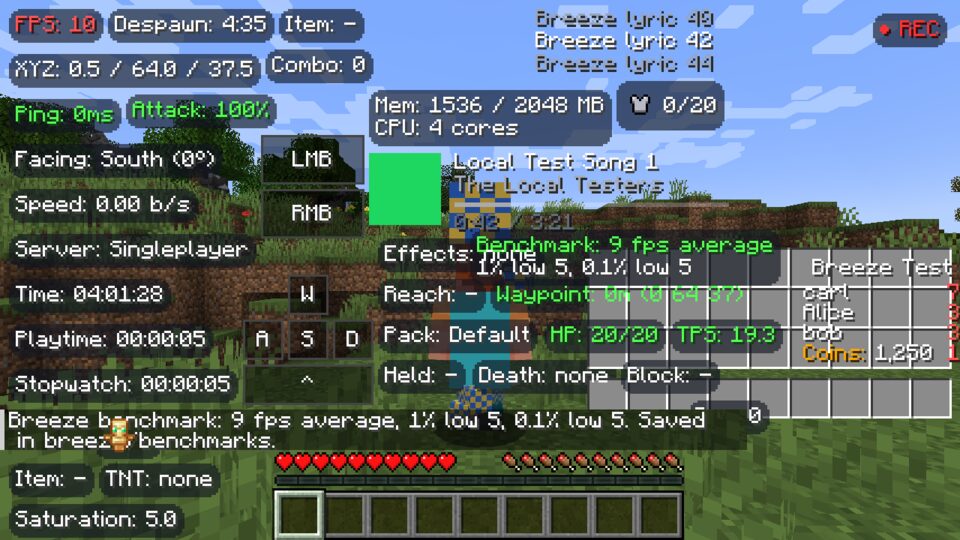 FPS: 10
Despawn: 4:35
Item: -
Breeze lyric 42
Breeze lyric 44
REC
XYZ: 0.5 / 64.0 / 37.5
Combo: 0
Ping: 0ms
Attack: 100%
Mem: 1536 / 2048 MB
CPU: 4 cores
0/20
Facing: South (0°)
LMB
Local Test Song 1
The Local Testers
Speed: 0.00 b/s
RMB
0:42 / 3:21
Server: Singleplayer
Effects: none
Benchmark: 9 fps average
1% low 5, 0.1% low 5
Breeze Test
Time: 04:01:28
W
Reach: -
Waypoint: 0m (0 64 37)
carl
Alice
Playtime: 00:00:05
A
S
D
Pack: Default
HP: 20/20
TPS: 19.3
bob
Coins: 1,250
Stopwatch: 00:00:05
^
Held: -
Death: none
Block: -
Breeze benchmark: 9 fps average, 1% low 5, 0.1% low 5. Saved
in breeze benchmarks.
0
Item: -
TNT: none
Saturation: 5.0